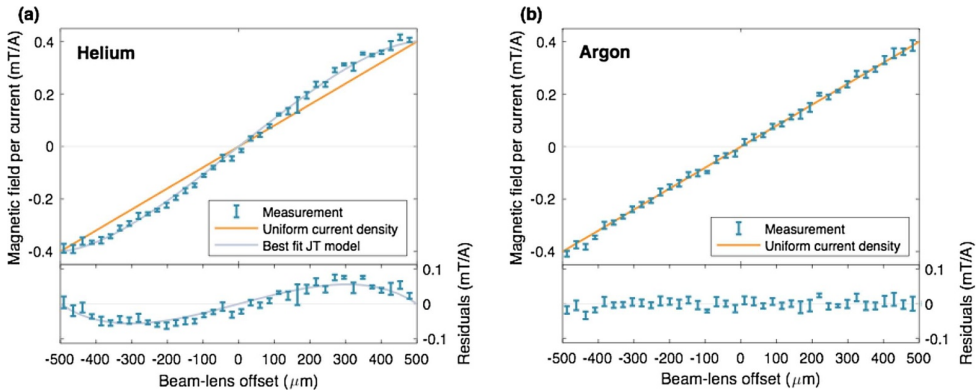 (a)
Magnetic field per current (mT/A)
0.4
0.2
0
-0.2
-0.4
Helium
Measurement
Uniform current density
Best fit JT model
0.1
0
-0.1
Residuals (mT/A)
-500 -400 -300 -200 -100 0 100 200 300 400 500
Beam-lens offset (μm)
(b)
Magnetic field per current (mT/A)
0.4
0.2
0
-0.2
-0.4
Argon
Measurement
Uniform current density
0.1
0
-0.1
Residuals (mT/A)
-500 -400 -300 -200 -100 0 100 200 300 400 500
Beam-lens offset (μm)